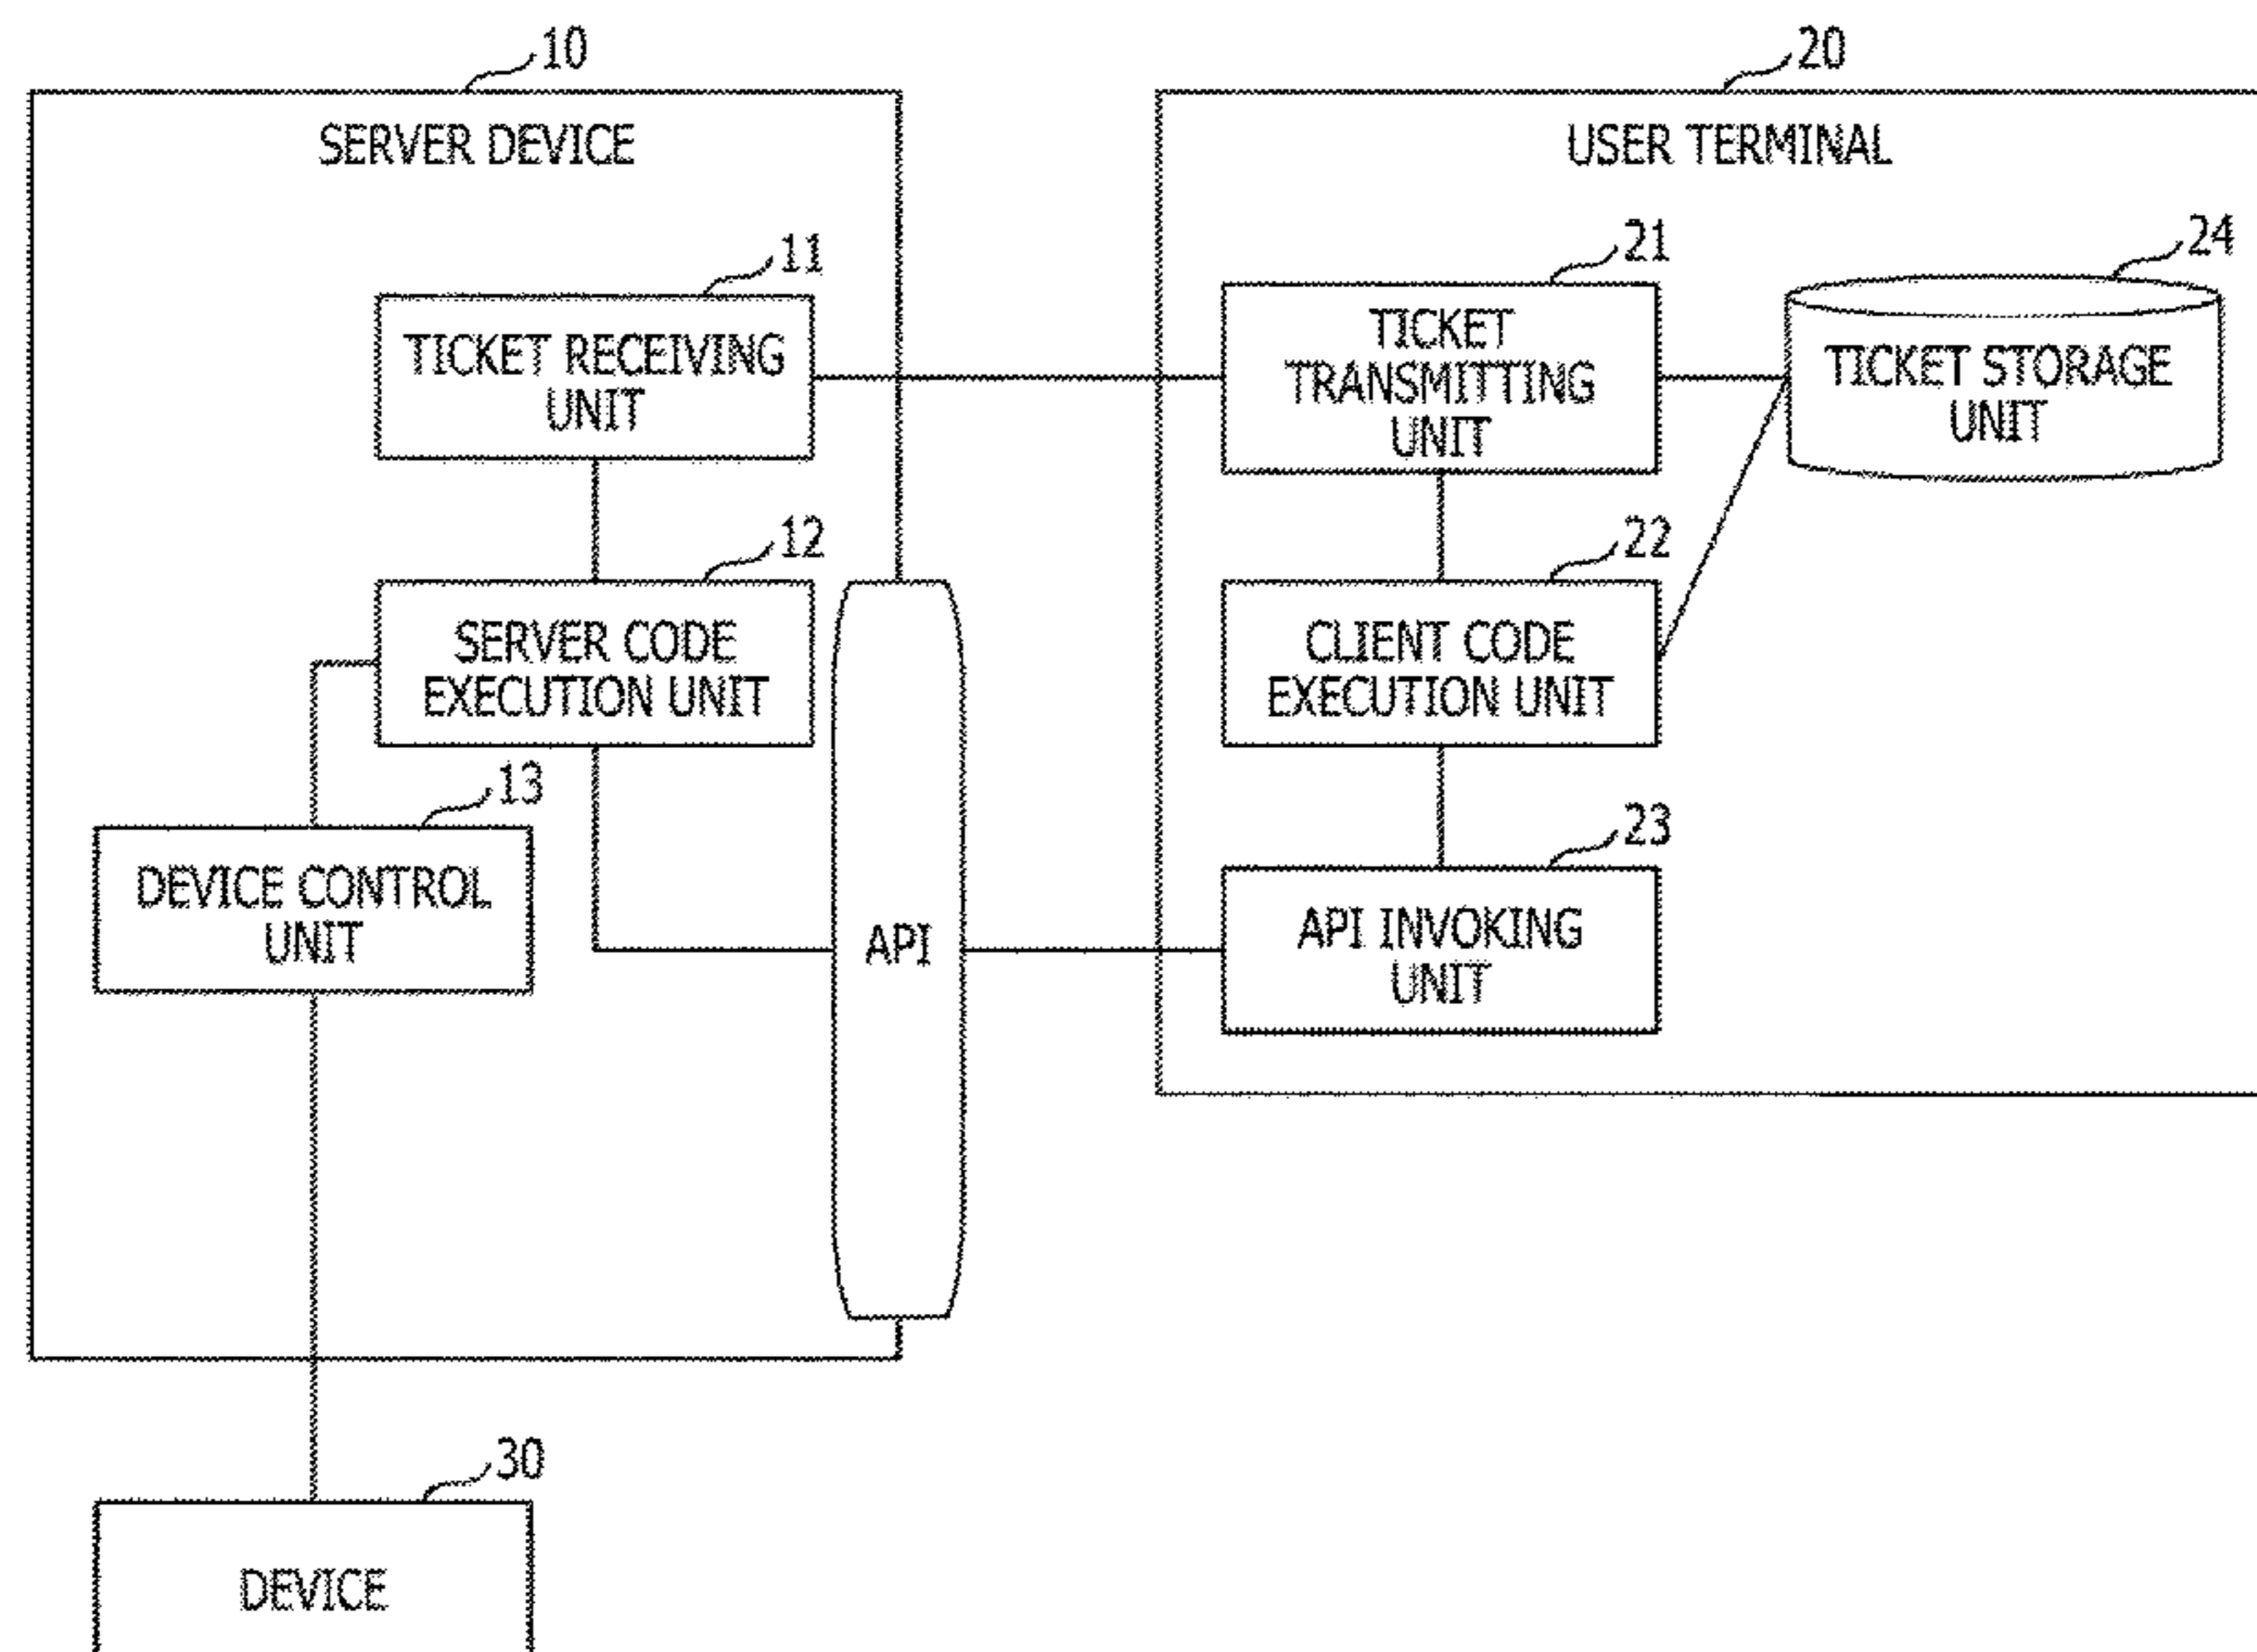 10
SERVER DEVICE
11
TICKET RECEIVING
UNIT
12
SERVER CODE
EXECUTION UNIT
13
DEVICE CONTROL
UNIT
API
30
DEVICE
20
USER TERMINAL
21
TICKET
TRANSMITTING
UNIT
24
TICKET STORAGE
UNIT
22
CLIENT CODE
EXECUTION UNIT
23
API INVOKING
UNIT